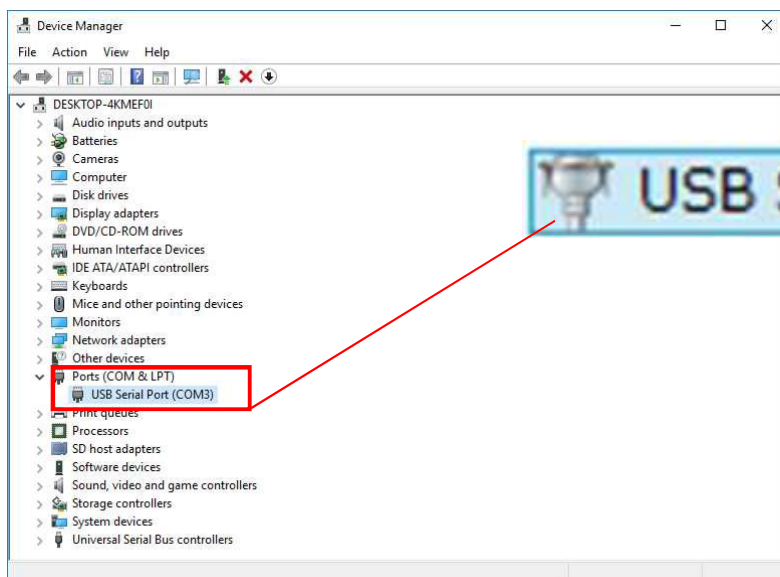 Device Manager
File Action View Help
DESKTOP-4KMEF0I
Audio inputs and outputs
Batteries
Cameras
Computer
Disk drives
Display adapters
DVD/CD-ROM drives
Human Interface Devices
IDE ATA/ATAPI controllers
Keyboards
Mice and other pointing devices
Monitors
Network adapters
Other devices
Ports (COM & LPT)
USB Serial Port (COM3)
Print queues
Processors
SD host adapters
Software devices
Sound, video and game controllers
Storage controllers
System devices
Universal Serial Bus controllers
USB